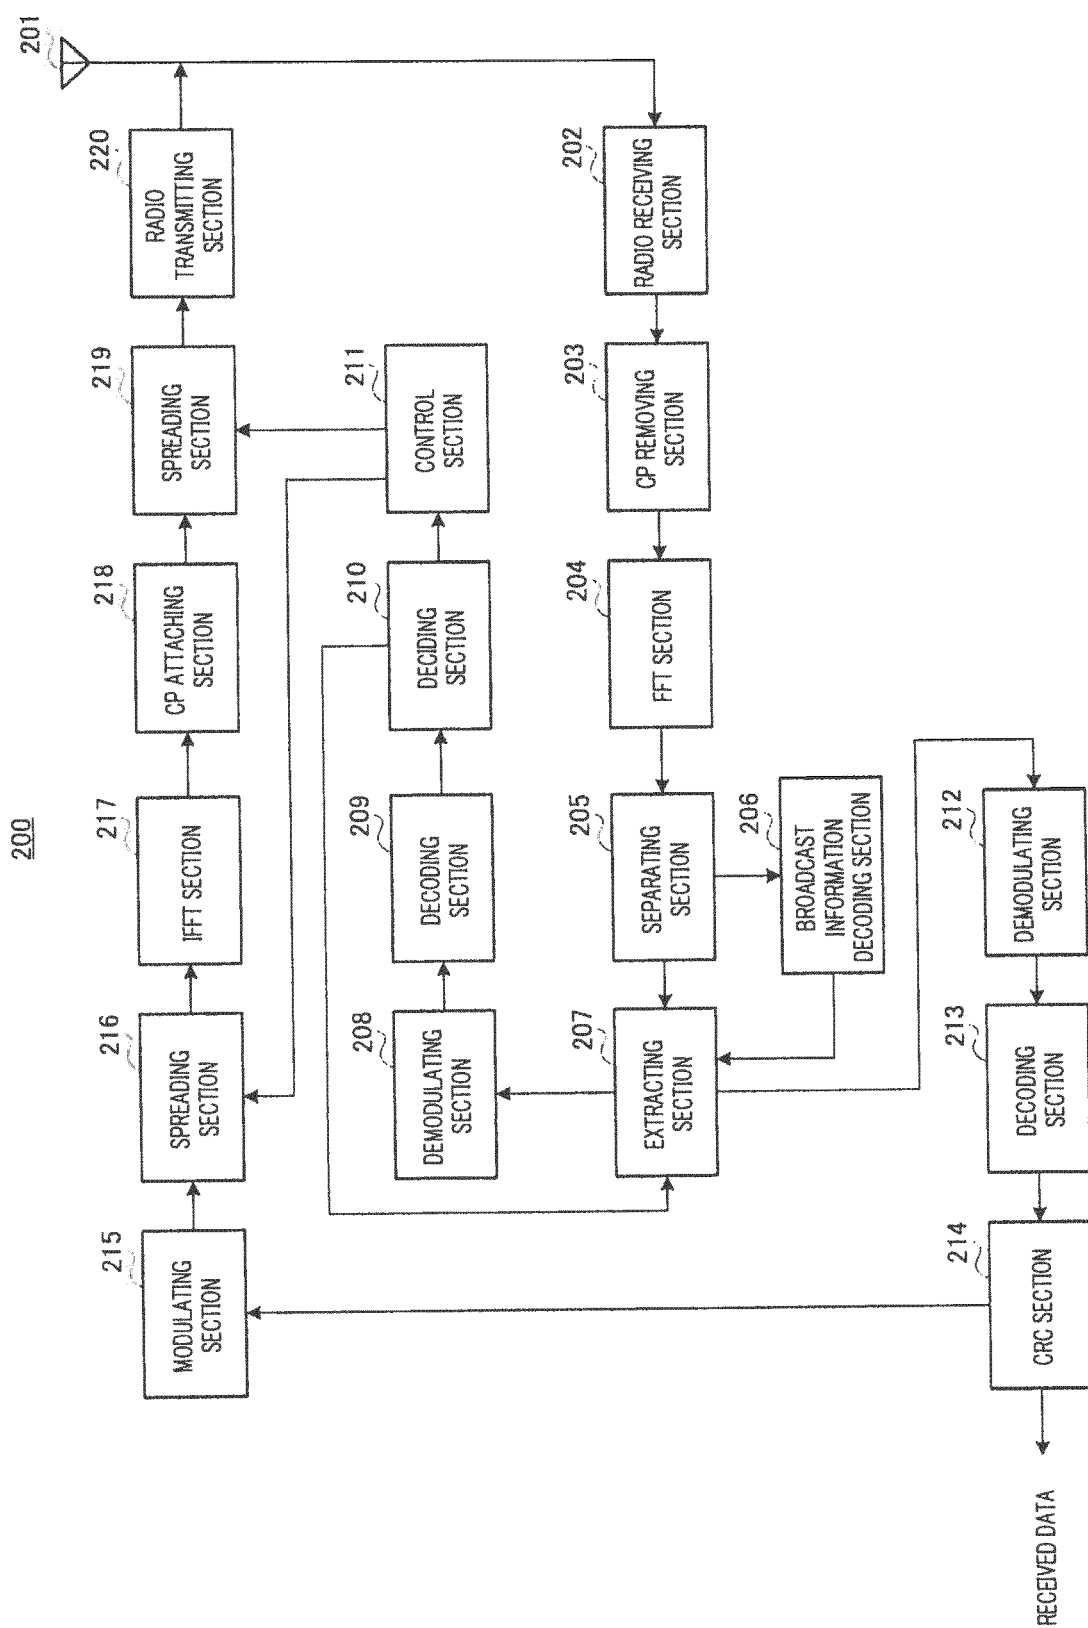 200
201
220
RADIO
TRANSMITTING
SECTION
219
SPREADING
SECTION
218
CP ATTACHING
SECTION
217
IFFT SECTION
216
SPREADING
SECTION
215
MODULATING
SECTION
211
CONTROL
SECTION
210
DECIDING
SECTION
209
DECODING
SECTION
208
DEMODULATING
SECTION
202
RADIO RECEIVING
SECTION
203
CP REMOVING
SECTION
204
FFT SECTION
205
SEPARATING
SECTION
206
BROADCAST
INFORMATION
DECODING SECTION
207
EXTRACTING
SECTION
212
DEMODULATING
SECTION
213
DECODING
SECTION
214
CRC SECTION
RECEIVED DATA